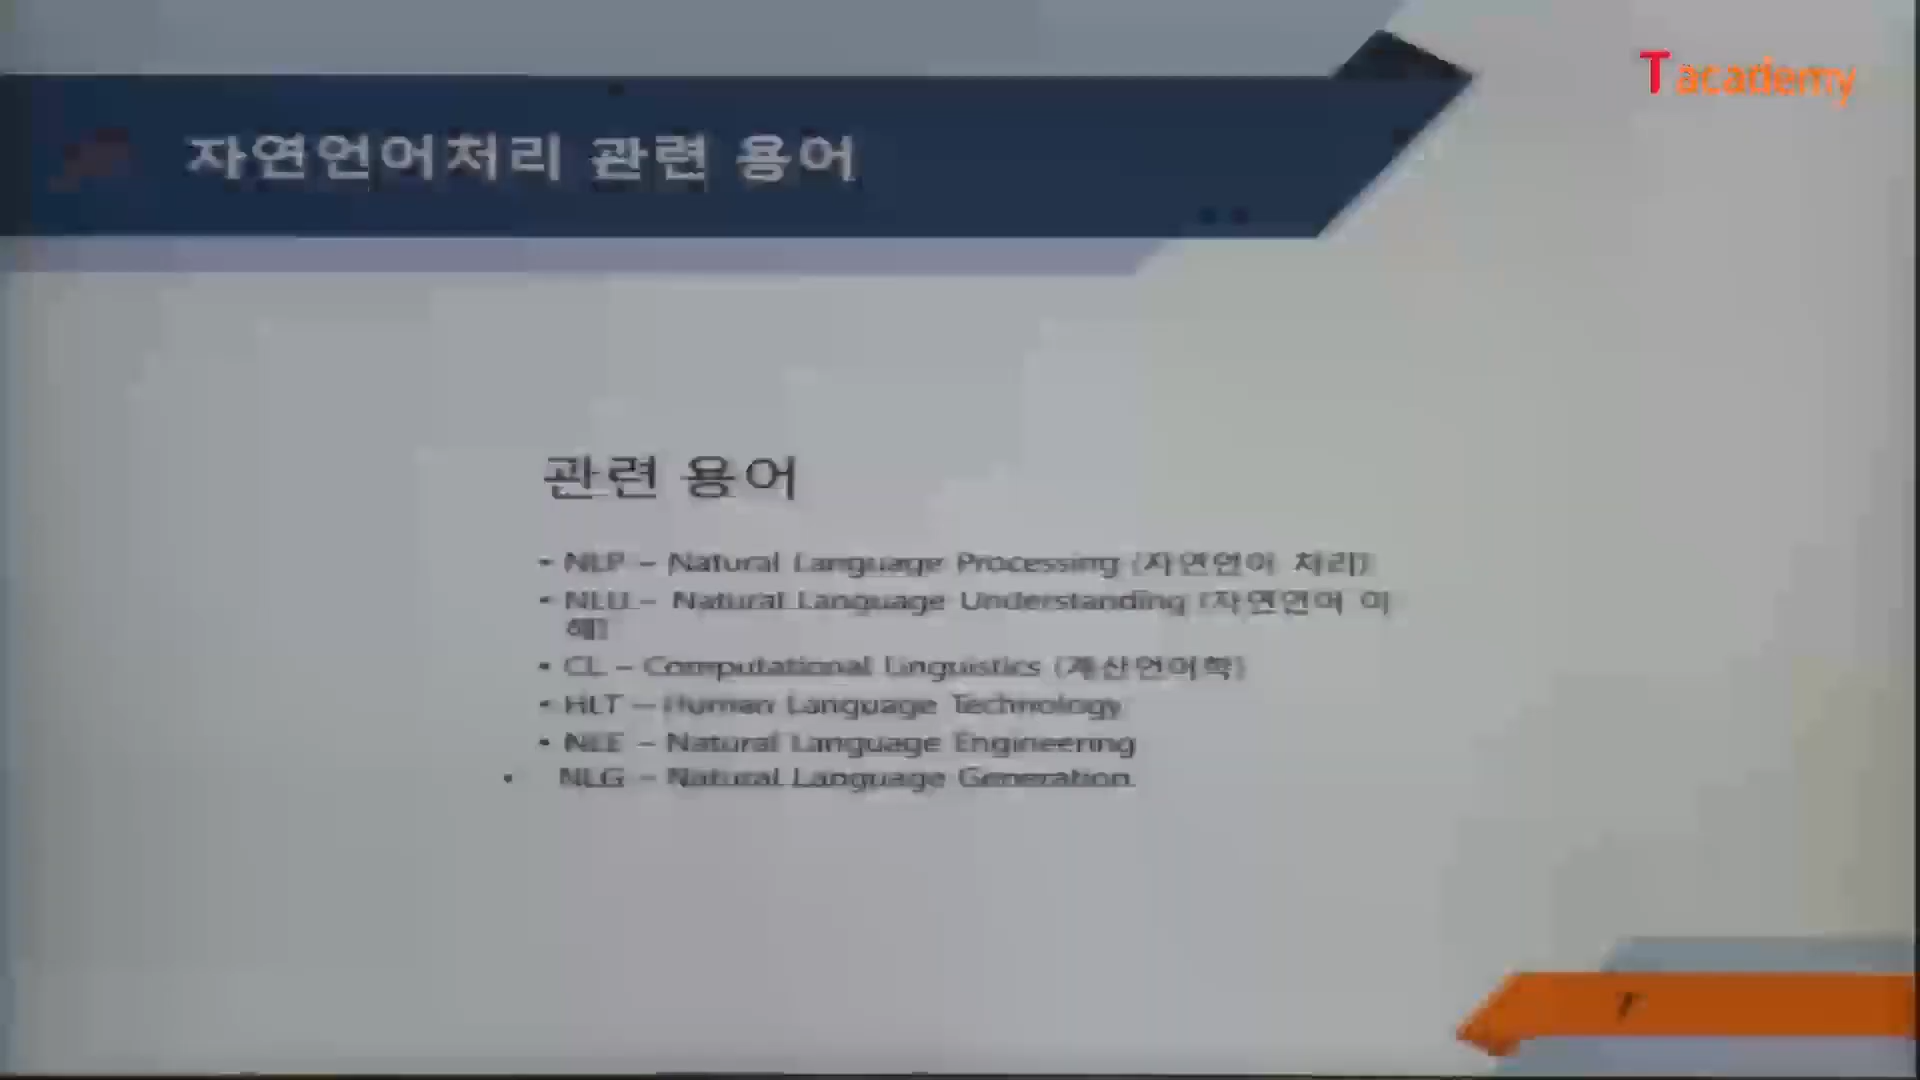 T academy
자연언어처리 관련 용어
관련 용어
• NLP – Natural Language Processing (자연언어 처리)
• NLU – Natural Language Understanding (자연언어 이
해)
• CL – Computational Linguistics (계산언어학)
• HLT – Human Language Technology
• NLE – Natural Language Engineering
• NLG – Natural Language Generation
7